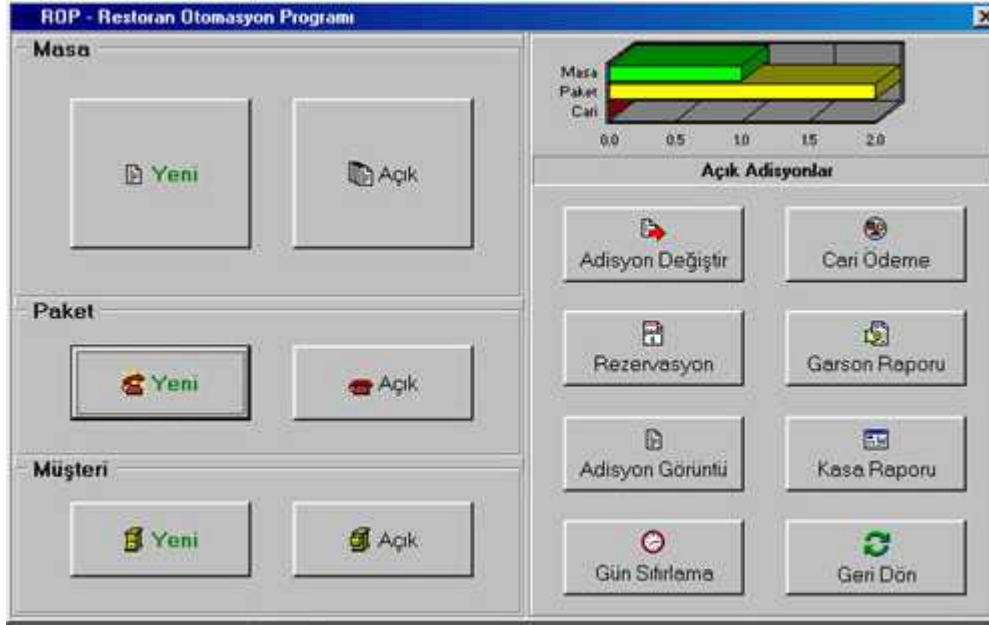 ROP - Restoran Otomasyon Programı
Masa
Yeni
Açık
Paket
Yeni
Açık
Müşteri
Yeni
Açık
Masa
Paket
Cari
0.0 0.5 1.0 1.5 2.0
Açık Adisyonlar
Adisyon Değiştir
Cari Ödeme
Rezervasyon
Garson Raporu
Adisyon Görüntü
Kasa Raporu
Gün Sıfırlama
Geri Dön